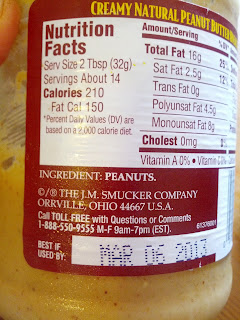 CREAMY NATURAL PEANUT BUTTER
Nutrition
Facts
Serv Size 2 Tbsp (32g)
Servings About 14
Calories 210
Fat Cal 150
*Percent Daily Values (DV) are
based on a 2,000 calorie diet.
Amount/Serving
Total Fat 16g
Sat Fat 2.5g
Trans Fat 0g
Polyunsat Fat 4.5g
Monounsat Fat 8g
Cholest 0mg
Vitamin A 0% •
INGREDIENT: PEANUTS.
©/® THE J.M. SMUCKER COMPANY
ORRVILLE, OHIO 44667 U.S.A.
Call TOLL FREE with Questions or Comments
1-888-550-9555 M-F 9am-7pm (EST).
BEST IF
USED BY:
MAR 06 2013